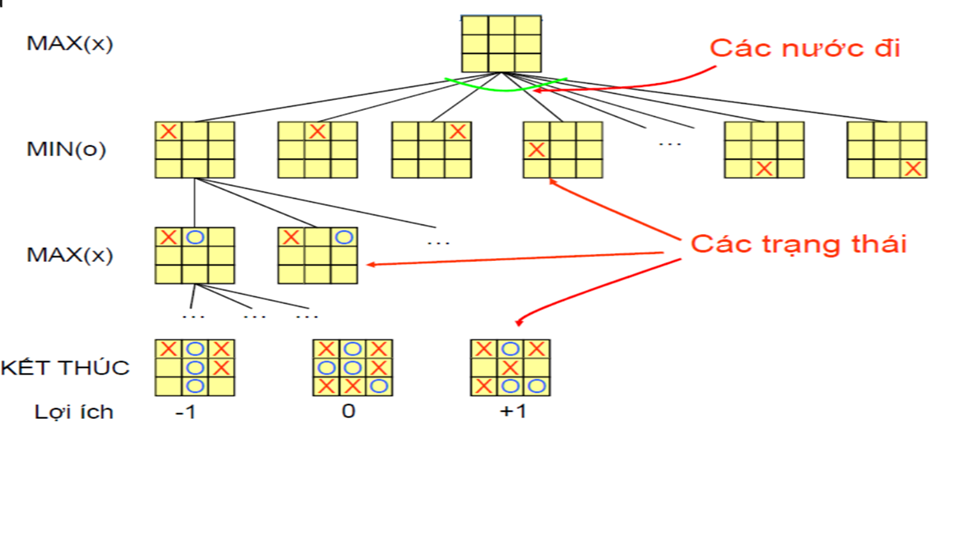 MAX(x)
Các nước đi
X X X X X X
MIN(o)
...
X O X O
MAX(x)
...
Các trạng thái
... ... ...
X O X X O X X O X
KẾT THÚC
O X O O X X
O X X O X O O
Lợi ích -1 0 +1